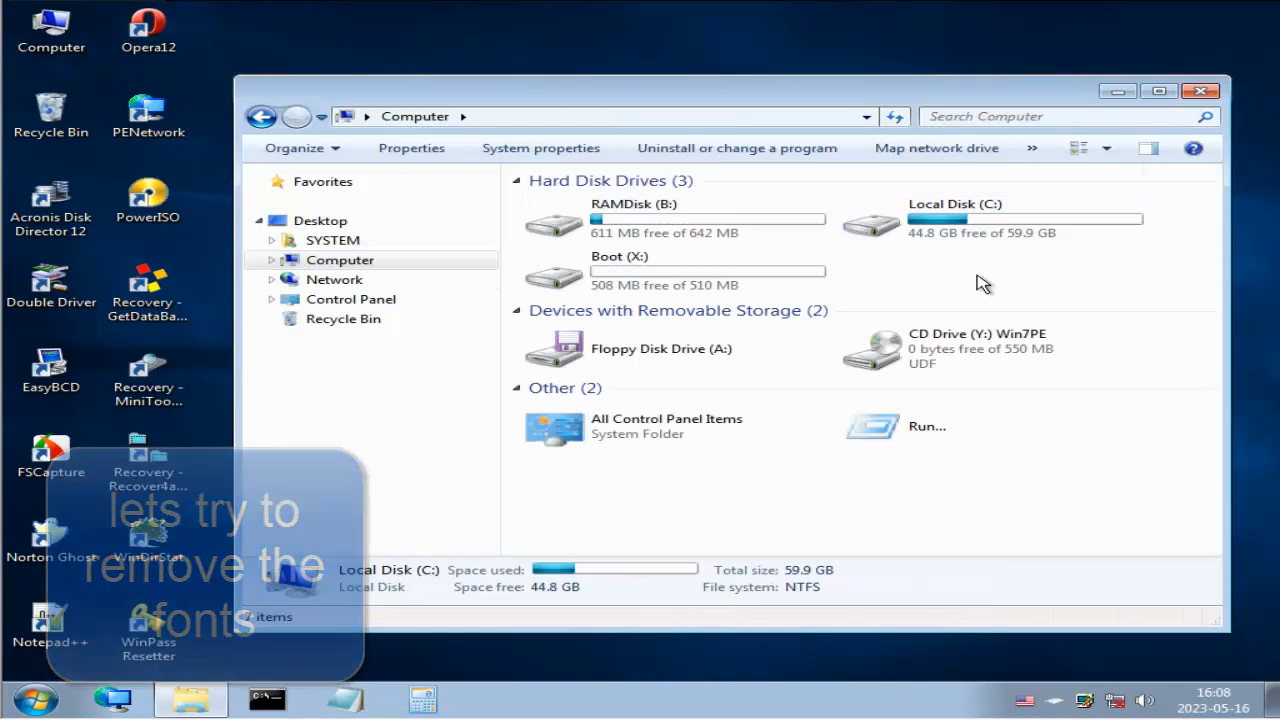 Computer
Opera12
Recycle Bin
PENetwork
Acronis Disk
Director 12
PowerISO
Double Driver
Recovery -
GetDataBa...
EasyBCD
Recovery -
MiniToo...
FSCapture
Recovery -
Recover4a...
Norton Ghost
WinDirStat
Notepad++
WinPass
Resetter
Computer
Search Computer
Organize
Properties
System properties
Uninstall or change a program
Map network drive
»
Favorites
Desktop
SYSTEM
Computer
Network
Control Panel
Recycle Bin
Hard Disk Drives (3)
RAMDisk (B:)
611 MB free of 642 MB
Local Disk (C:)
44.8 GB free of 59.9 GB
Boot (X:)
508 MB free of 510 MB
Devices with Removable Storage (2)
Floppy Disk Drive (A:)
CD Drive (Y:) Win7PE
0 bytes free of 550 MB
UDF
Other (2)
All Control Panel Items
System Folder
Run...
Local Disk (C:)
Local Disk
Space used:
Space free: 44.8 GB
Total size: 59.9 GB
File system: NTFS
7 items
lets try to
remove the
fonts
16:08
2023-05-16